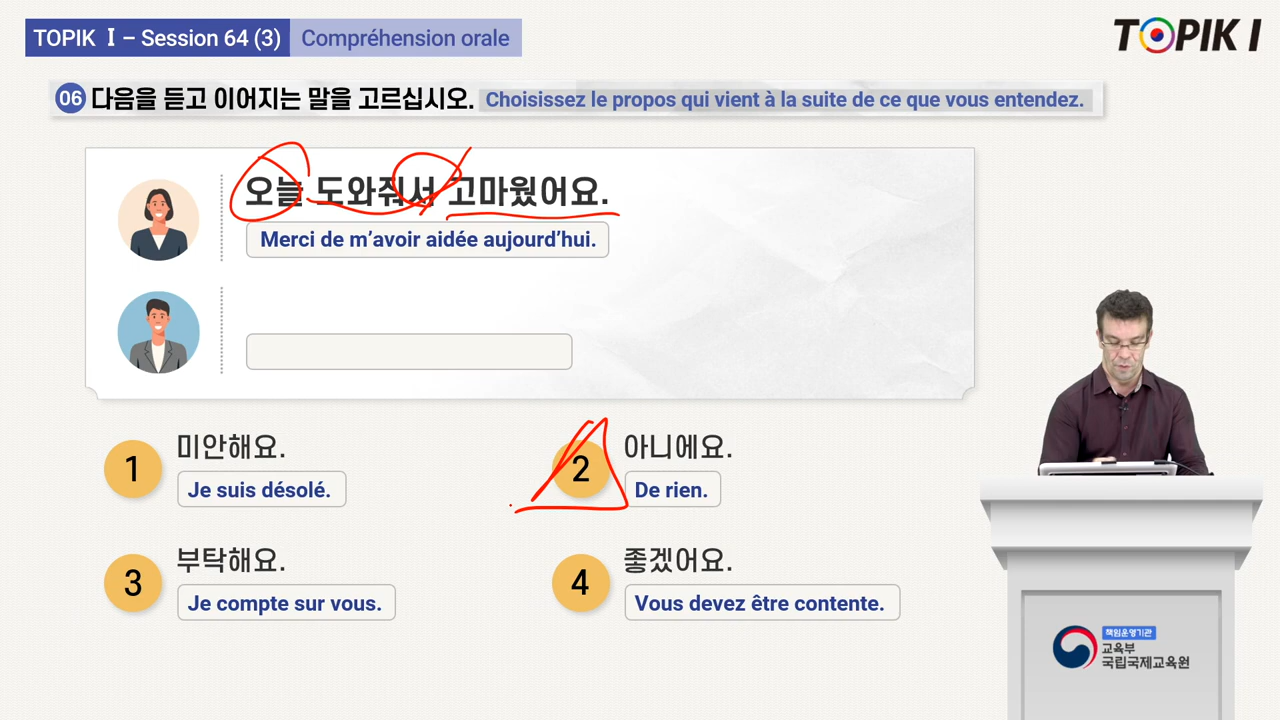 TOPIK I – Session 64 (3) Compréhension orale
TOPIK I
06 다음을 듣고 이어지는 말을 고르십시오. Choisissez le propos qui vient à la suite de ce que vous entendez.
오늘 도와줘서 고마웠어요.
Merci de m’avoir aidée aujourd’hui.
1 미안해요.
Je suis désolé.
2 아니에요.
De rien.
3 부탁해요.
Je compte sur vous.
4 좋겠어요.
Vous devez être contente.
책임운영기관
교육부
국립국제교육원